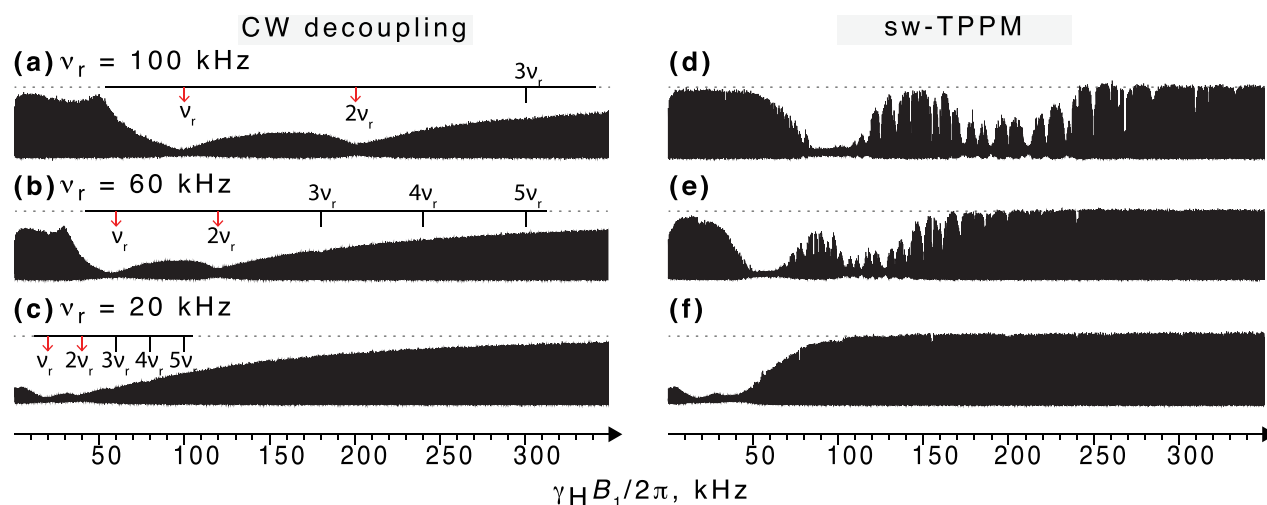 CW decoupling
sw-TPPM
(a) νr = 100 kHz
(d)
νr
2νr
3νr
(b) νr = 60 kHz
(e)
νr
2νr
3νr
4νr
5νr
(c) νr = 20 kHz
(f)
νr
2νr
3νr
4νr
5νr
50 100 150 200 250 300
50 100 150 200 250 300
γHB1/2π, kHz